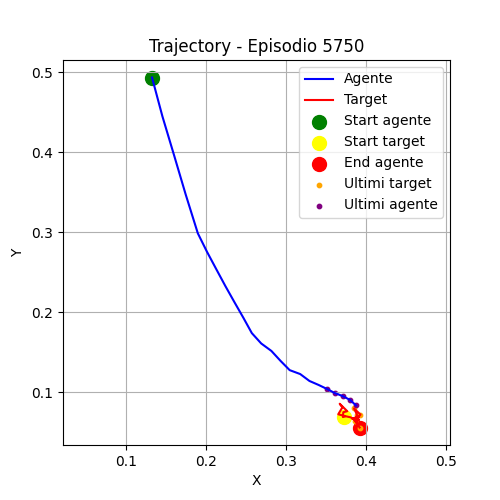 Trajectory - Episodio 5750
0.5
0.4
0.3
0.2
0.1
Y
Agente
Target
Start agente
Start target
End agente
Ultimi target
Ultimi agente
0.1 0.2 0.3 0.4 0.5
X